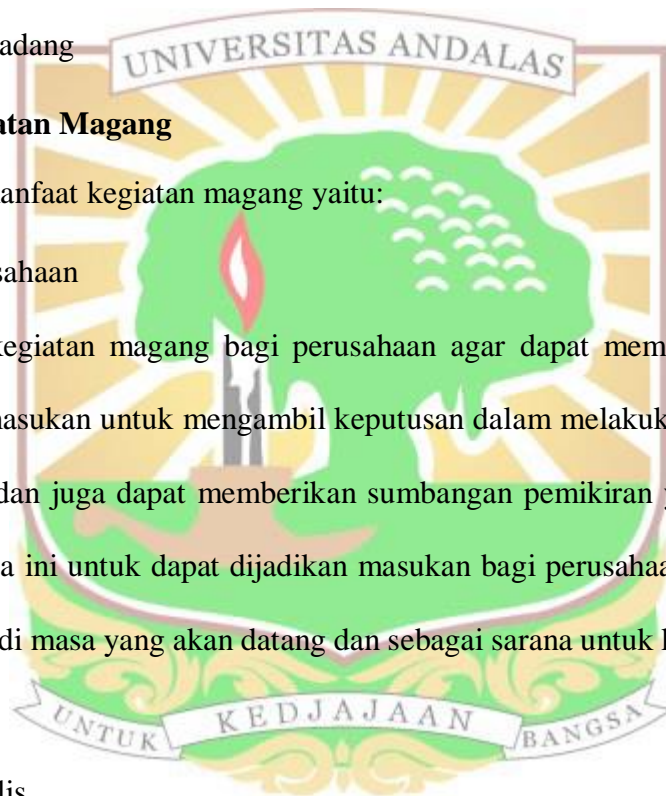 adang
UNIVERSITAS ANDALAS
atan Magang
anfaat kegiatan magang yaitu:
sahaan
kegiatan magang bagi perusahaan agar dapat mem
masukan untuk mengambil keputusan dalam melakuk
dan juga dapat memberikan sumbangan pemikiran y
a ini untuk dapat dijadikan masukan bagi perusahaa
di masa yang akan datang dan sebagai sarana untuk
UNTUK KEDJAJAAN BANGSA
lis